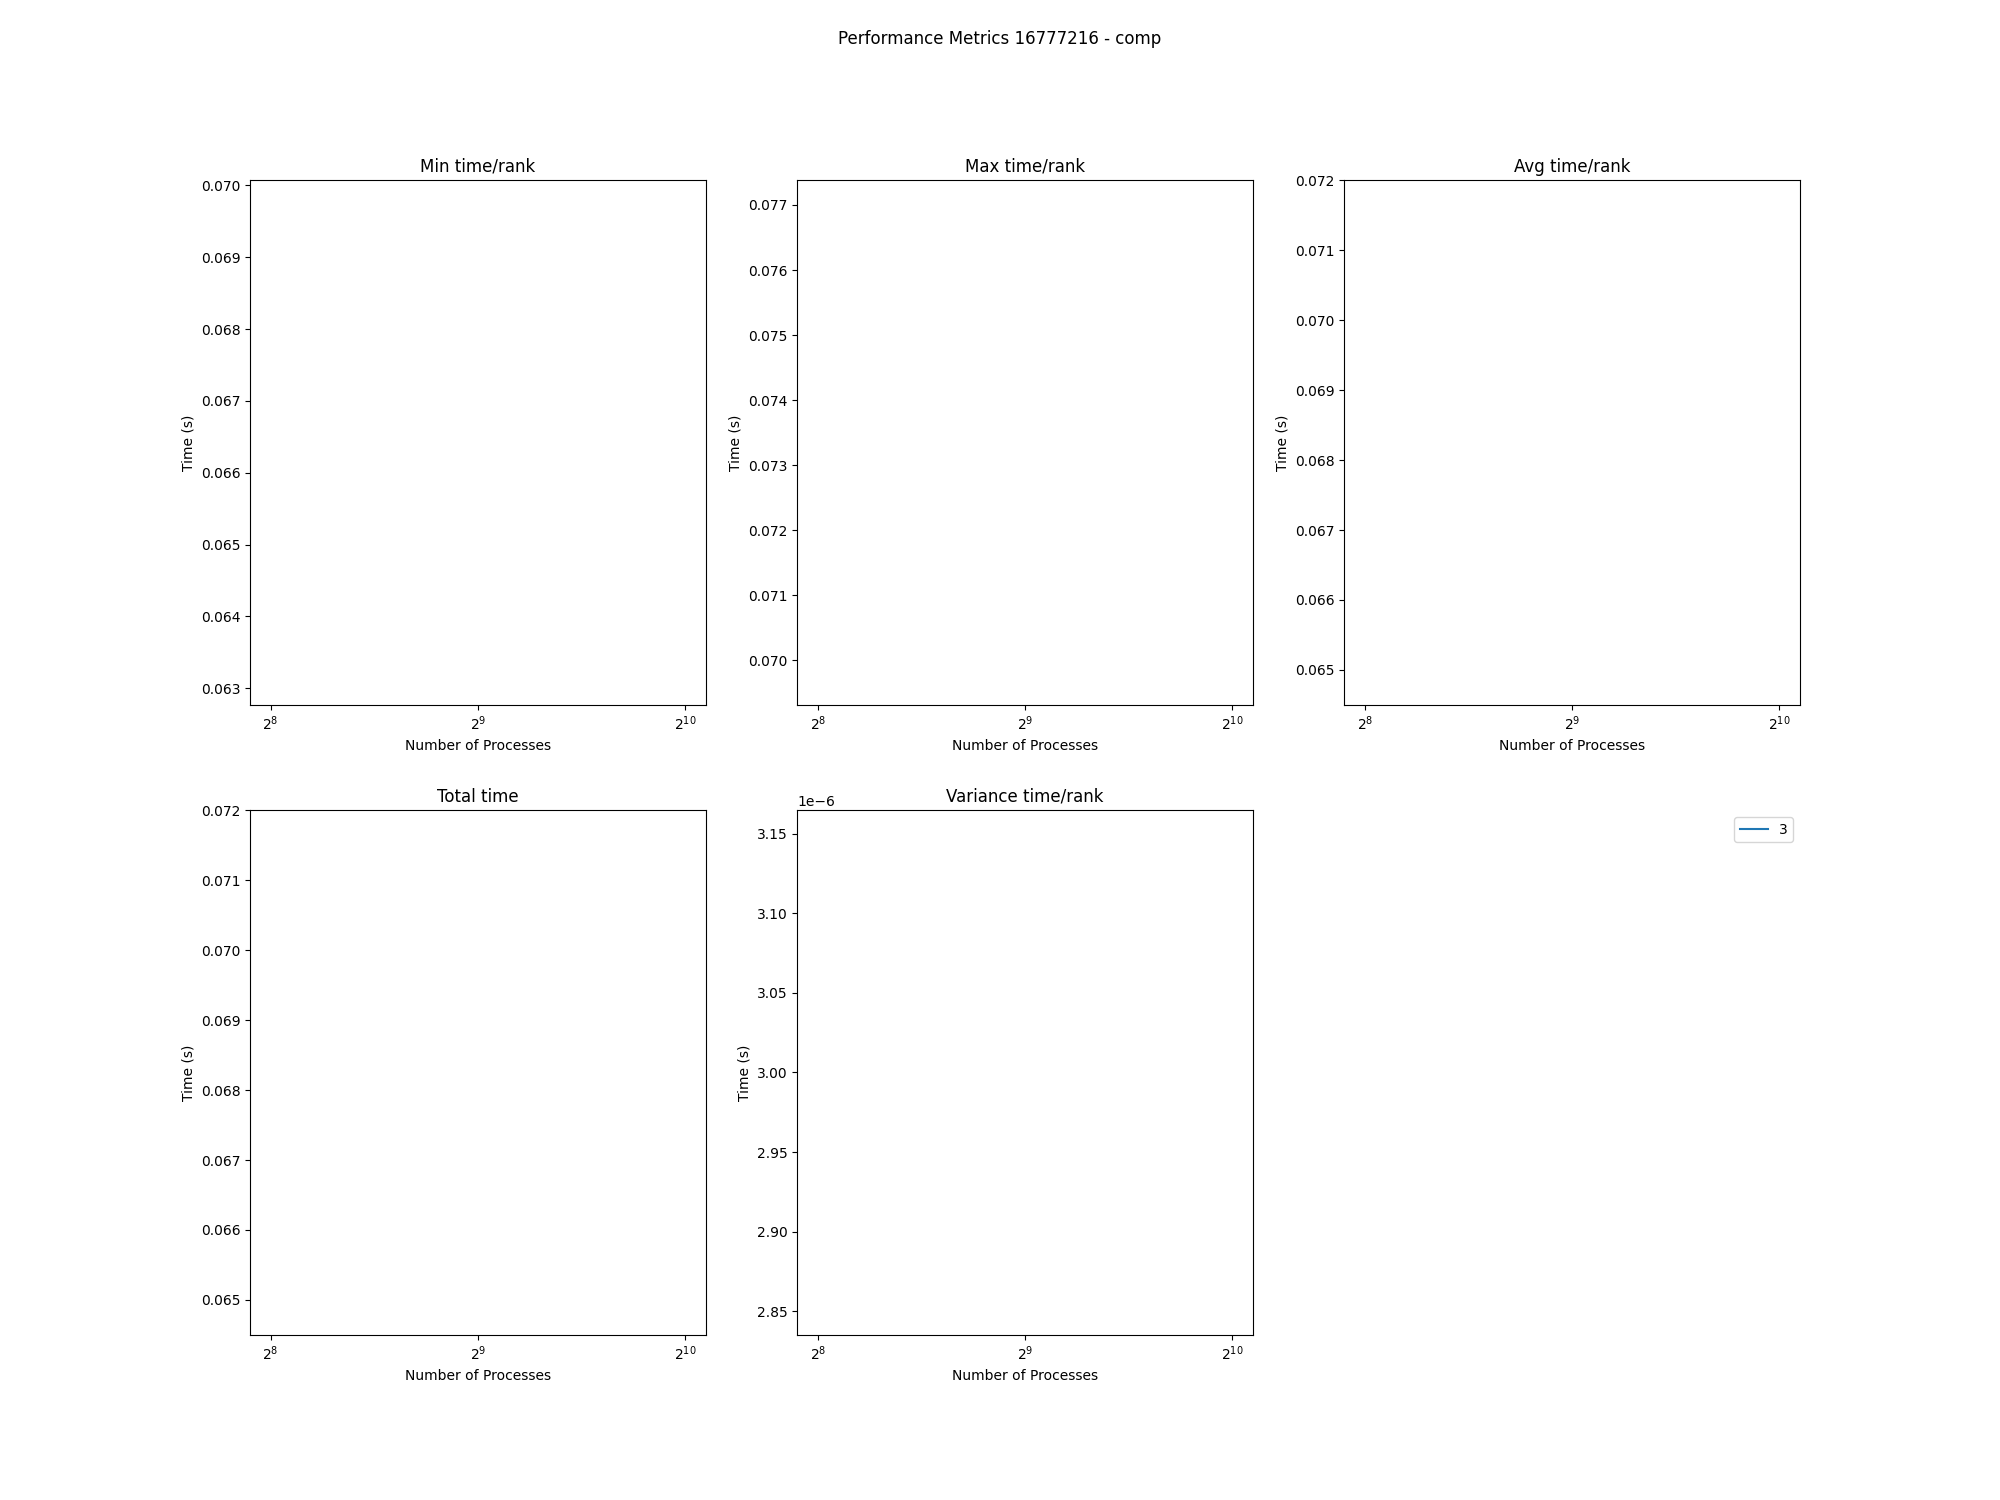 Performance Metrics 16777216 - comp
Min time/rank
0.070
0.069
0.068
0.067
0.066
0.065
0.064
0.063
Time (s)
2^8 2^9 2^10
Number of Processes
Max time/rank
0.077
0.076
0.075
0.074
0.073
0.072
0.071
0.070
Time (s)
2^8 2^9 2^10
Number of Processes
Avg time/rank
0.072
0.071
0.070
0.069
0.068
0.067
0.066
0.065
Time (s)
2^8 2^9 2^10
Number of Processes
Total time
0.072
0.071
0.070
0.069
0.068
0.067
0.066
0.065
Time (s)
2^8 2^9 2^10
Number of Processes
Variance time/rank
1e−6
3.15
3.10
3.05
3.00
2.95
2.90
2.85
Time (s)
2^8 2^9 2^10
Number of Processes
3